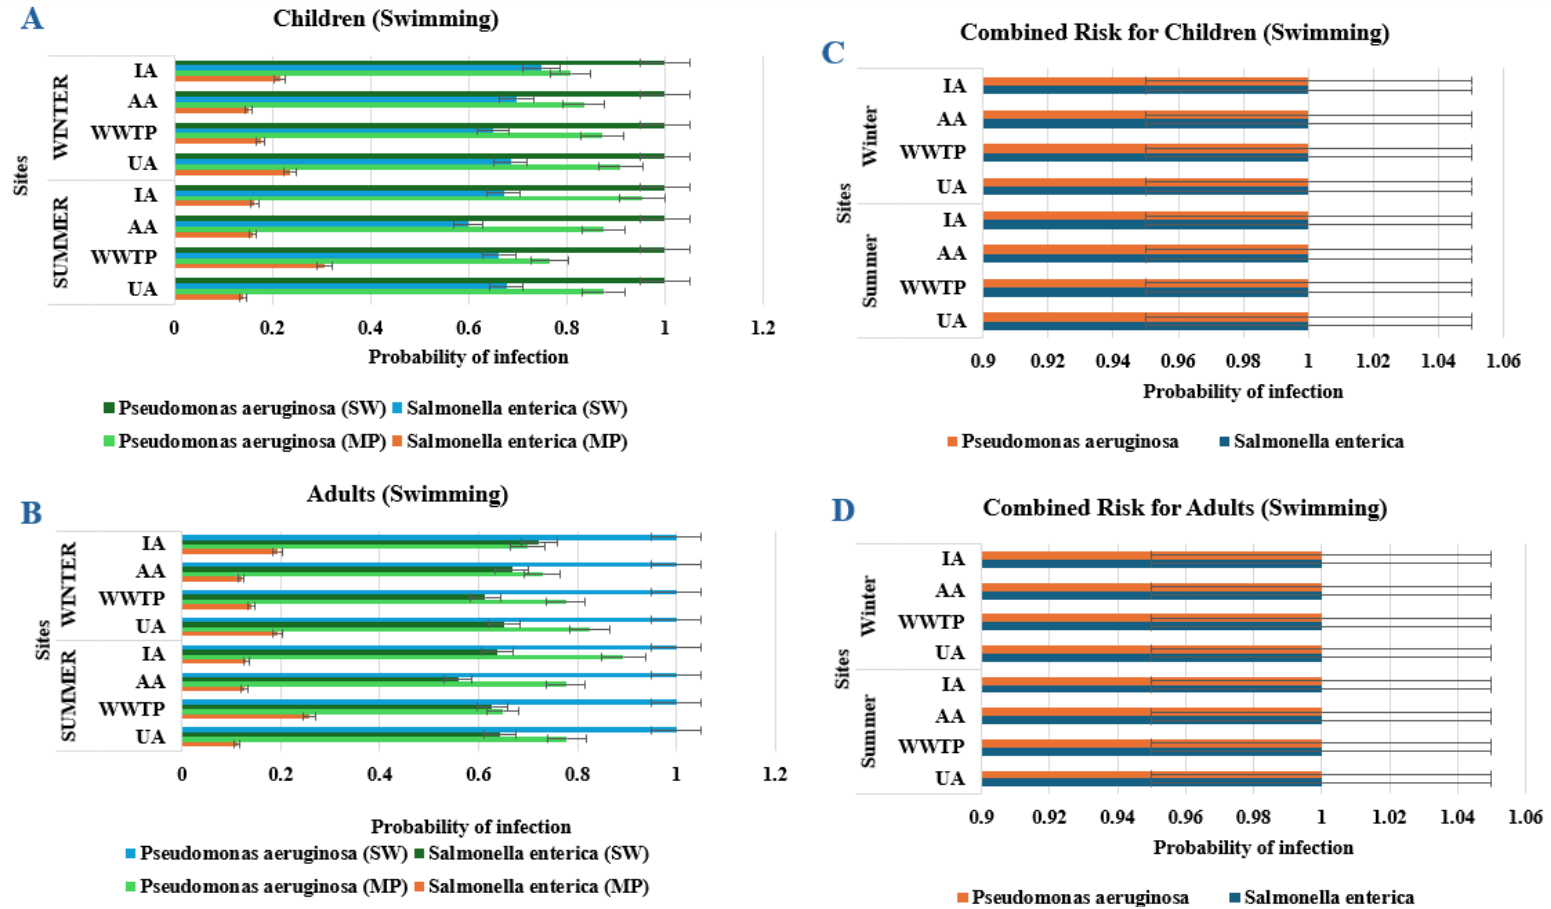 A
Children (Swimming)
Sites
WINTER
SUMMER
IA
AA
WWTP
UA
IA
AA
WWTP
UA
0 0.2 0.4 0.6 0.8 1 1.2
Probability of infection
Pseudomonas aeruginosa (SW) Salmonella enterica (SW)
Pseudomonas aeruginosa (MP) Salmonella enterica (MP)
C
Combined Risk for Children (Swimming)
Sites
Winter
Summer
IA
AA
WWTP
UA
IA
AA
WWTP
UA
0.9 0.92 0.94 0.96 0.98 1 1.02 1.04 1.06
Probability of infection
Pseudomonas aeruginosa Salmonella enterica
B
Adults (Swimming)
Sites
WINTER
SUMMER
IA
AA
WWTP
UA
IA
AA
WWTP
UA
0 0.2 0.4 0.6 0.8 1 1.2
Probability of infection
Pseudomonas aeruginosa (SW) Salmonella enterica (SW)
Pseudomonas aeruginosa (MP) Salmonella enterica (MP)
D
Combined Risk for Adults (Swimming)
Sites
Winter
Summer
IA
AA
WWTP
UA
IA
AA
WWTP
UA
0.9 0.92 0.94 0.96 0.98 1 1.02 1.04 1.06
Probability of infection
Pseudomonas aeruginosa Salmonella enterica